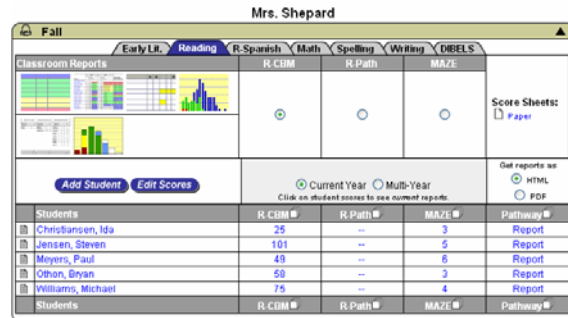 Mrs. Shepard
Fall
Early Lit. Reading R-Spanish Math Spelling Writing DIBELS
Classroom Reports R-CBM R-Path MAZE
Score Sheets:
Paper
Get reports as
Add Student Edit Scores Current Year Multi-Year HTML
Click on student scores to see current reports. PDF
Students R-CBM R-Path MAZE Pathway
Christiansen, Ida 25 -- 3 Report
Jensen, Steven 101 -- 5 Report
Meyers, Paul 49 -- 6 Report
Othon, Bryan 58 -- 3 Report
Williams, Michael 75 -- 4 Report
Students R-CBM R-Path MAZE Pathway